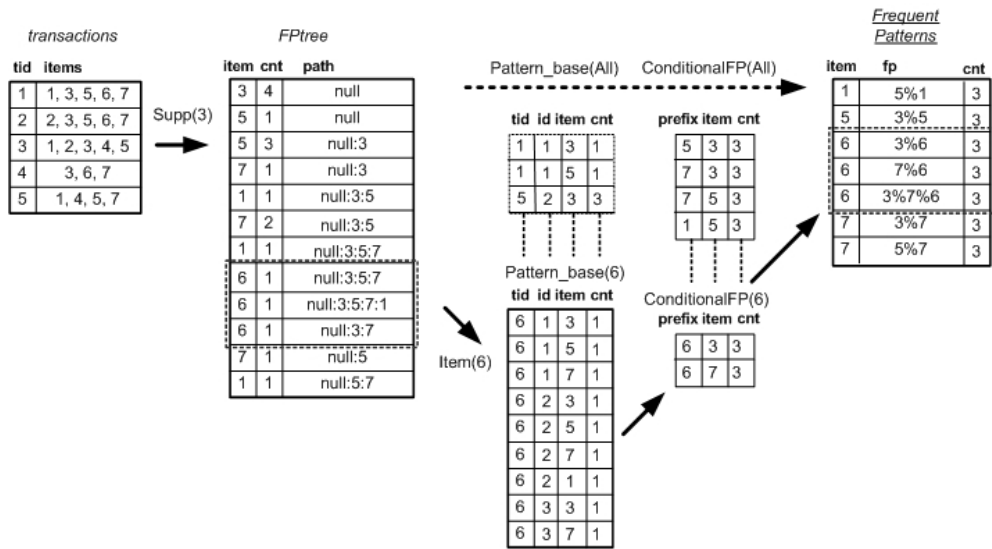 transactions
tid items
1 1, 3, 5, 6, 7
2 2, 3, 5, 6, 7
3 1, 2, 3, 4, 5
4 3, 6, 7
5 1, 4, 5, 7
Supp(3)
FPtree
item cnt path
3 4 null
5 1 null
5 3 null:3
7 1 null:3
1 1 null:3:5
7 2 null:3:5
1 1 null:3:5:7
6 1 null:3:5:7
6 1 null:3:5:7:1
6 1 null:3:7
7 1 null:5
1 1 null:5:7
Item(6)
Pattern_base(All) ConditionalFP(All)
tid id item cnt
1 1 3 1
1 1 5 1
5 2 3 3
Pattern_base(6)
tid id item cnt
6 1 3 1
6 1 5 1
6 1 7 1
6 2 3 1
6 2 5 1
6 2 7 1
6 2 1 1
6 3 3 1
6 3 7 1
prefix item cnt
5 3 3
7 3 3
7 5 3
1 5 3
ConditionalFP(6)
prefix item cnt
6 3 3
6 7 3
Frequent
Patterns
item fp cnt
1 5%1 3
5 3%5 3
6 3%6 3
6 7%6 3
6 3%7%6 3
7 3%7 3
7 5%7 3